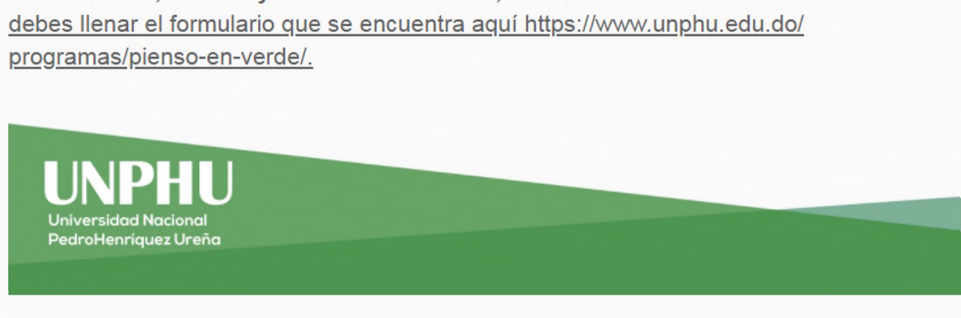 debes llenar el formulario que se encuentra aquí https://www.unphu.edu.do/
programas/pienso-en-verde/.
UNPHU
Universidad Nacional
PedroHenríquez Ureña